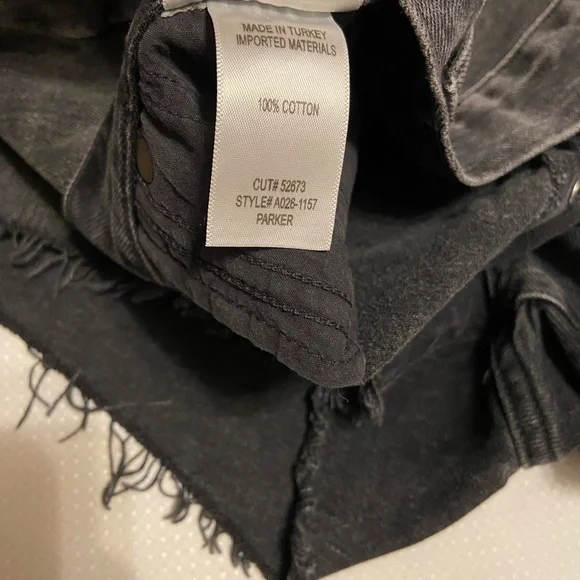 MADE IN TURKEY
IMPORTED MATERIALS
100% COTTON
CUT# 52673
STYLE# A026-1157
PARKER